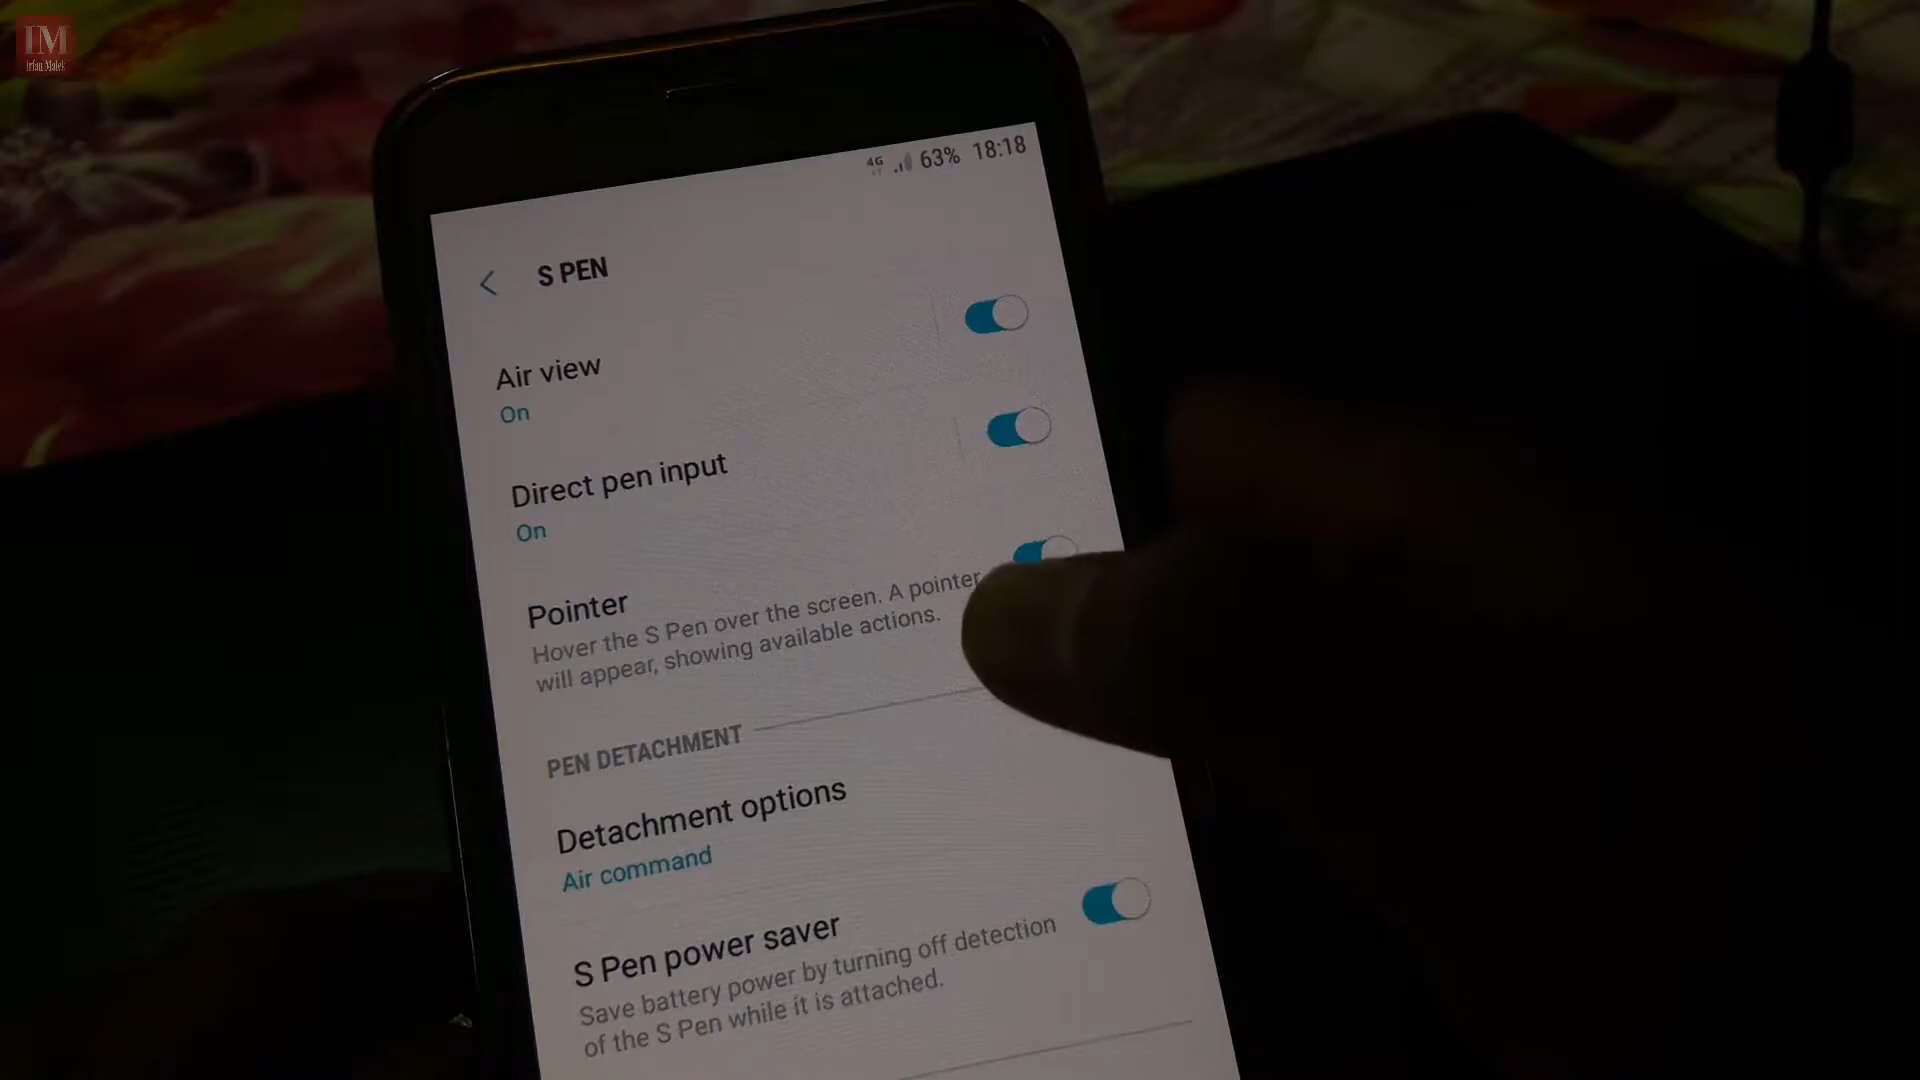 IM
Irfan Malek
4G 63% 18:18
S PEN
Air view
On
Direct pen input
On
Pointer
Hover the S Pen over the screen. A pointer
will appear, showing available actions.
PEN DETACHMENT
Detachment options
Air command
S Pen power saver
Save battery power by turning off detection
of the S Pen while it is attached.